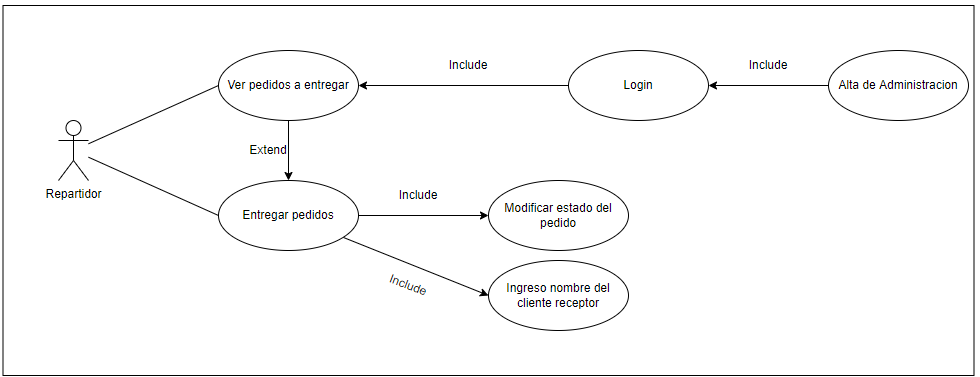 Include
Include
Ver pedidos a entregar
Login
Alta de Administracion
Extend
Repartidor
Include
Entregar pedidos
Modificar estado del
pedido
Include
Ingreso nombre del
cliente receptor